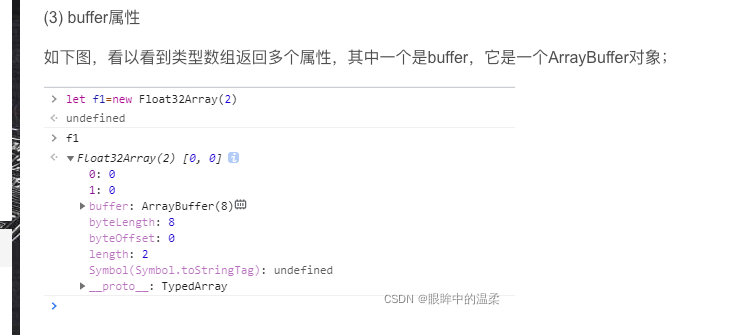 (3) buffer属性
如下图，看以看到类型数组返回多个属性，其中一个是buffer，它是一个ArrayBuffer对象；
> let f1=new Float32Array(2)
<· undefined
> f1
<· ▼Float32Array(2) [0, 0]
0: 0
1: 0
▶buffer: ArrayBuffer(8)
byteLength: 8
byteOffset: 0
length: 2
Symbol(Symbol.toStringTag): undefined
▶__proto__: TypedArray
CSDN @眼眸中的温柔
>